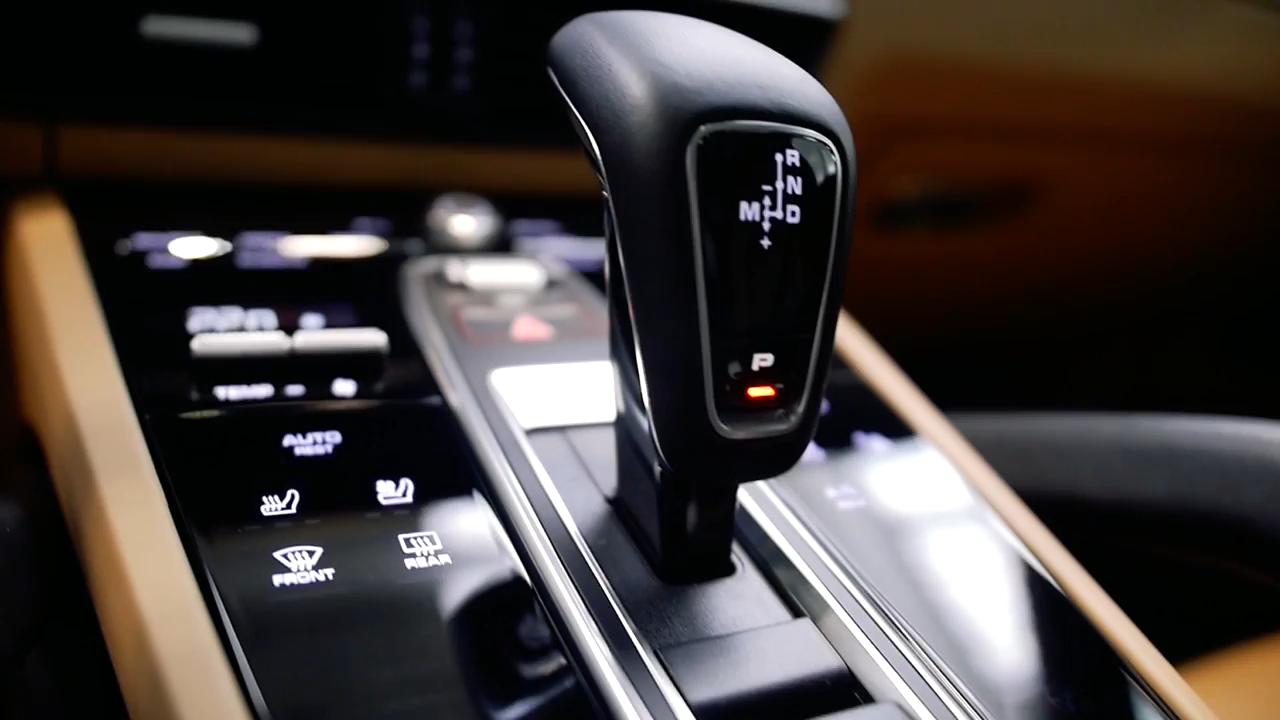 R
N
M D
+
P
TEMP
AUTO
REST
FRONT
REAR